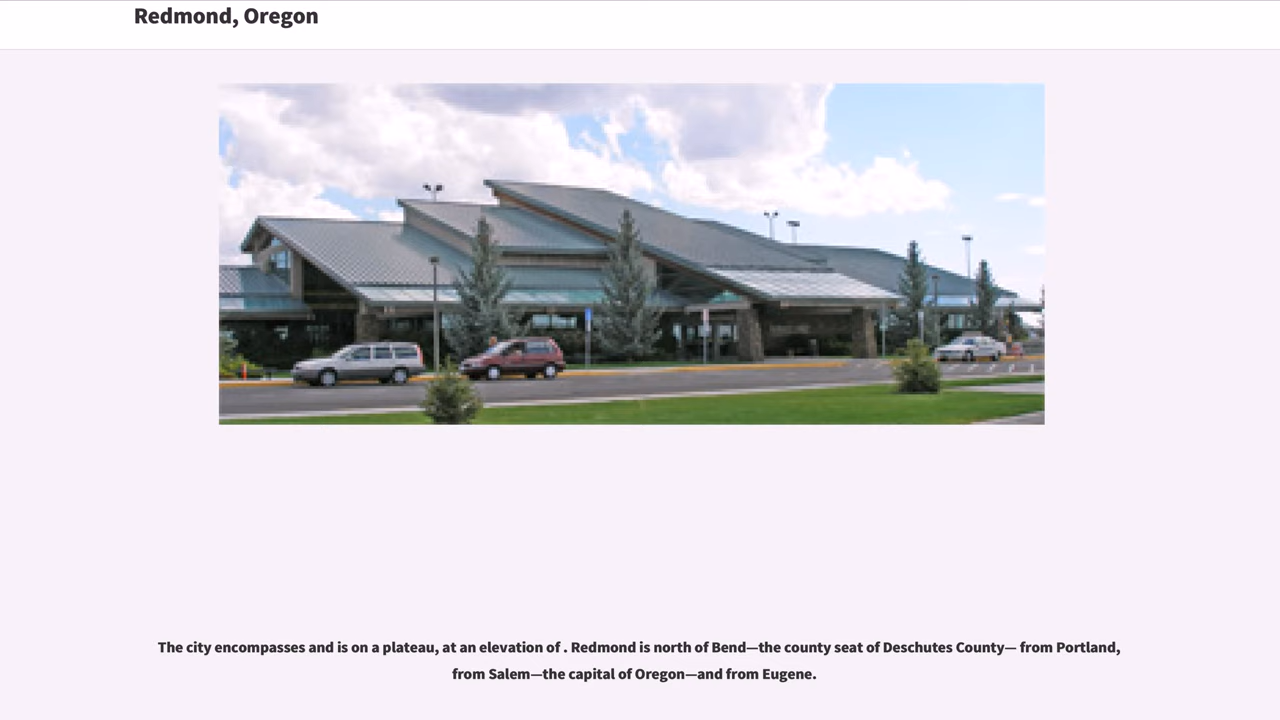 Redmond, Oregon
The city encompasses and is on a plateau, at an elevation of . Redmond is north of Bend—the county seat of Deschutes County— from Portland,
from Salem—the capital of Oregon—and from Eugene.